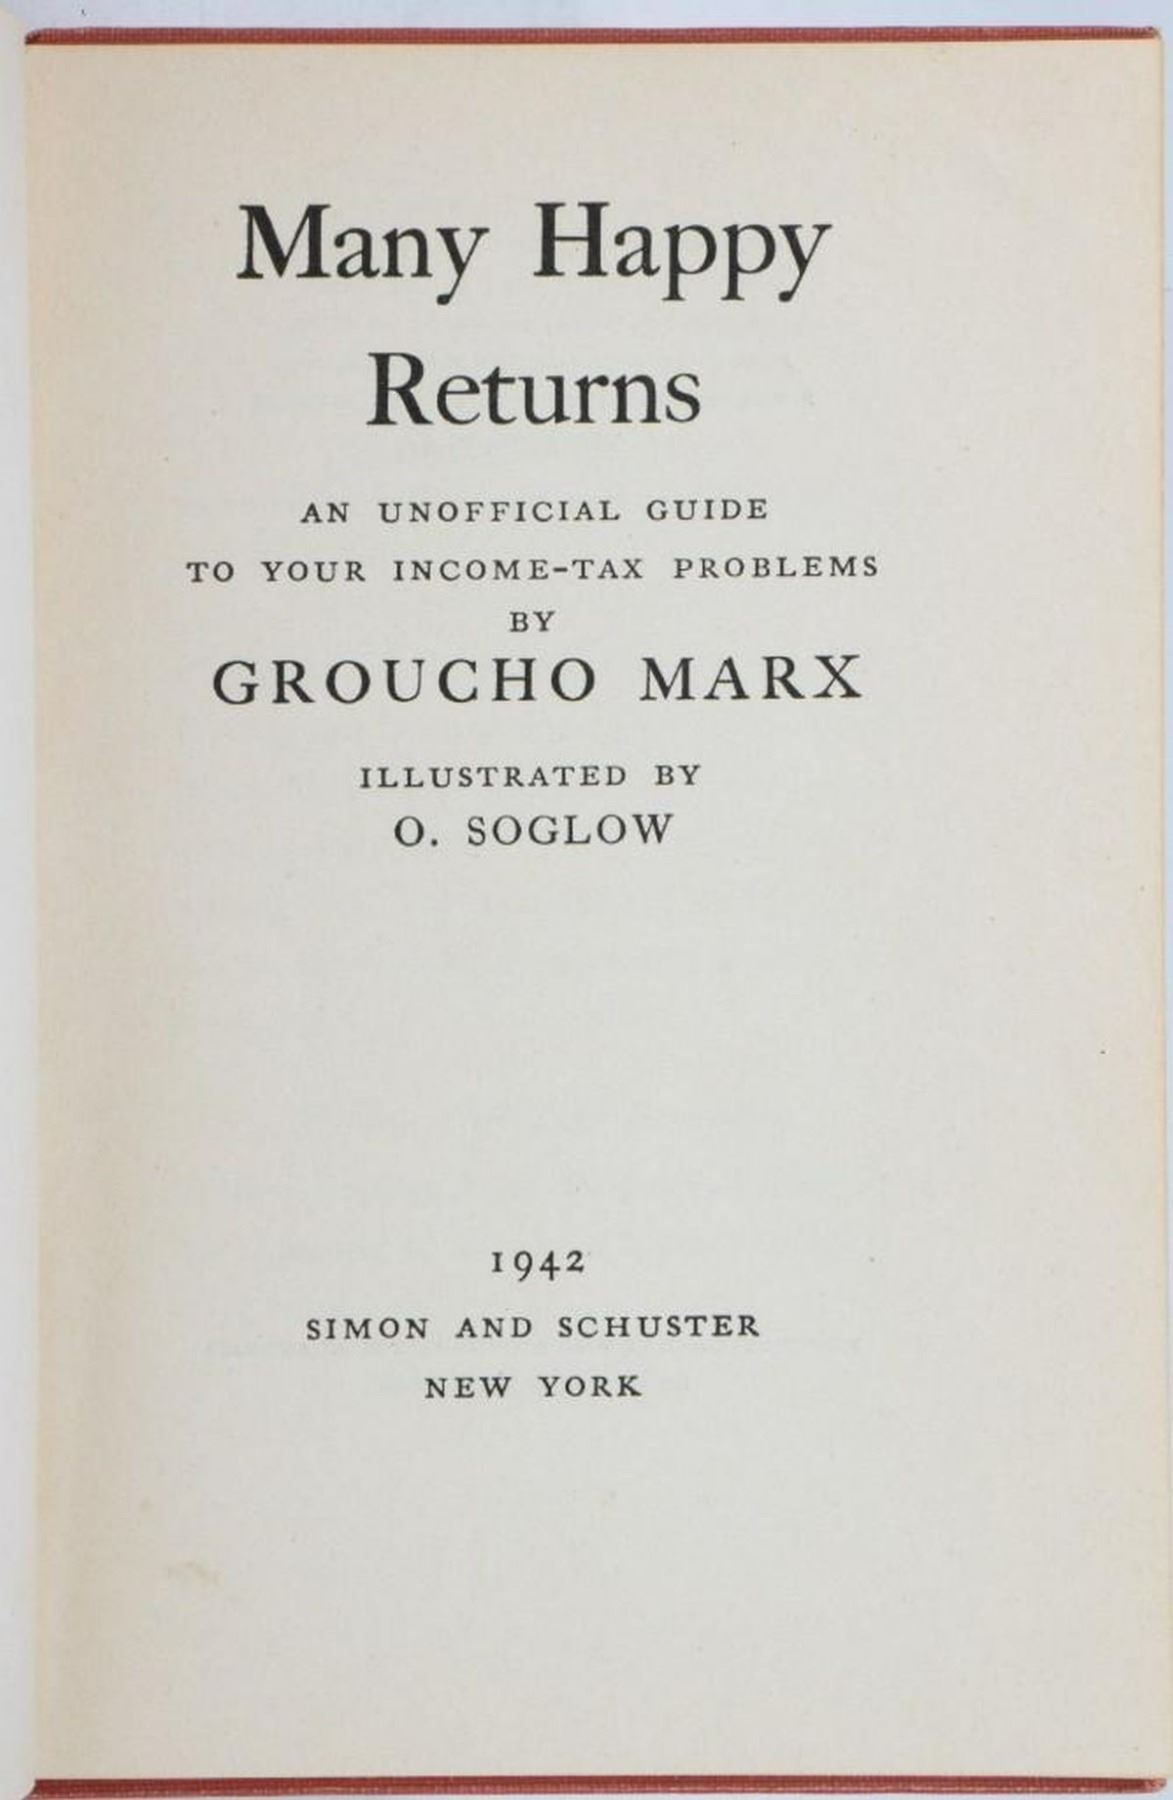 Many Happy
Returns
AN UNOFFICIAL GUIDE
TO YOUR INCOME-TAX PROBLEMS
BY
GROUCHO MARX
ILLUSTRATED BY
O. SOGLOW
1942
SIMON AND SCHUSTER
NEW YORK